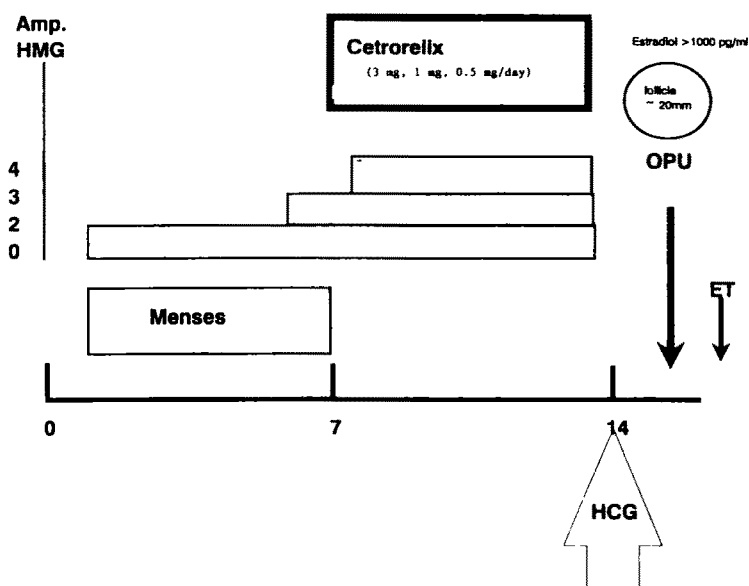 Amp.
HMG
Cetrorelix
(3 mg, 1 mg, 0.5 mg/day)
Estradiol >1000 pg/ml
follicle
~ 20mm
OPU
4
3
2
0
ET
Menses
0 7 14
HCG